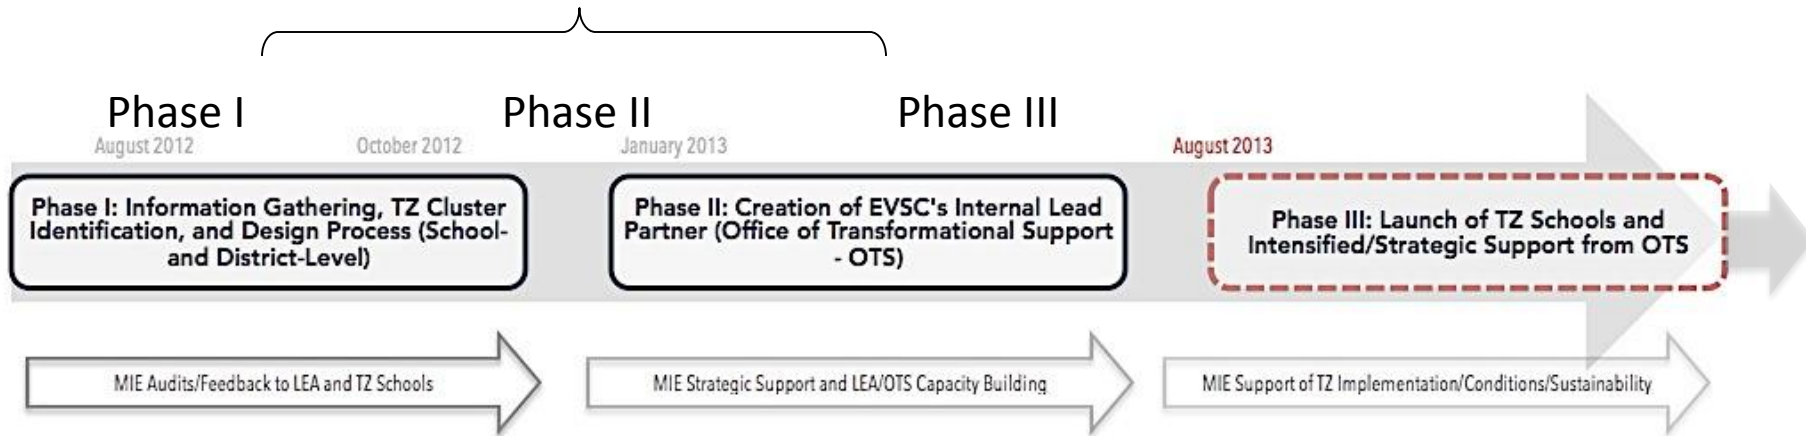 Phase I
Phase II
Phase III
August 2012
October 2012
January 2013
August 2013
Phase I: Information Gathering, TZ Cluster
Identification, and Design Process (School-
and District-Level)
Phase II: Creation of EVSC's Internal Lead
Partner (Office of Transformational Support
- OTS)
Phase III: Launch of TZ Schools and
Intensified/Strategic Support from OTS
MIE Audits/Feedback to LEA and TZ Schools
MIE Strategic Support and LEA/OTS Capacity Building
MIE Support of TZ Implementation/Conditions/Sustainability